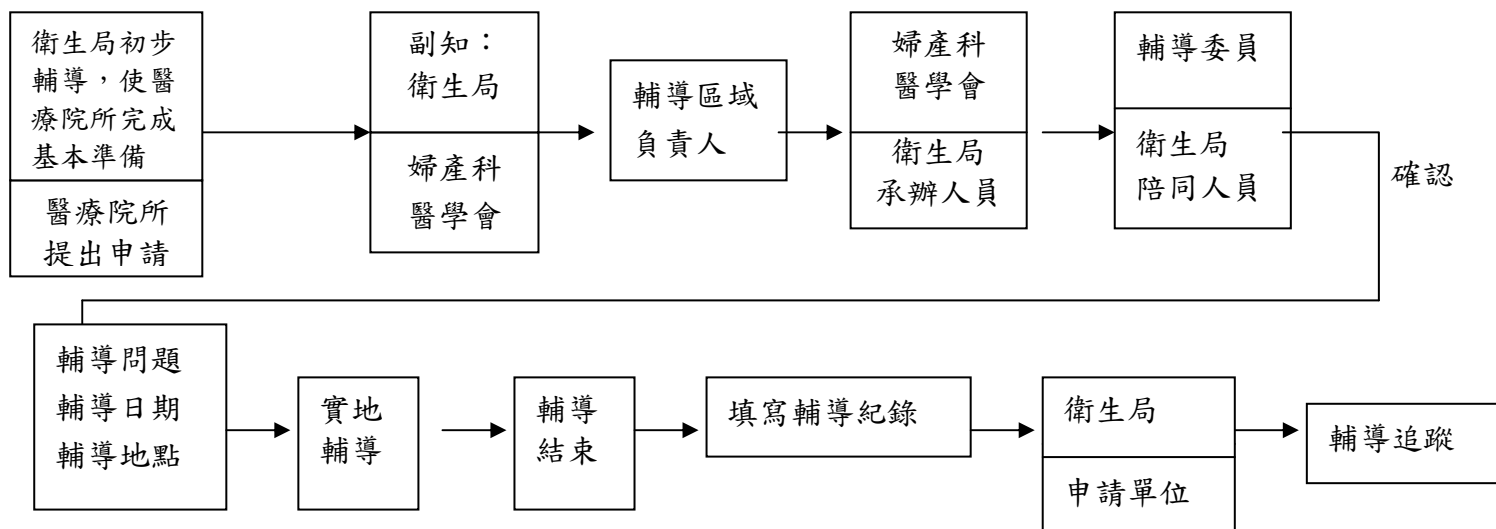 衛生局初步
輔導，使醫
療院所完成
基本準備
醫療院所
提出申請
副知：
衛生局
婦產科
醫學會
輔導區域
負責人
婦產科
醫學會
衛生局
承辦人員
輔導委員
衛生局
陪同人員
確認
輔導問題
輔導日期
輔導地點
實地
輔導
輔導
結束
填寫輔導紀錄
衛生局
申請單位
輔導追蹤